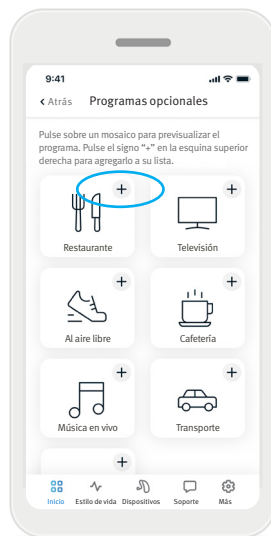 9:41
Atrás Programas opcionales
Pulse sobre un mosaico para previsualizar el
programa. Pulse el signo “+” en la esquina superior
derecha para agregarlo a su lista.
+ +
Restaurante Televisión
+ +
Al aire libre Cafetería
+ +
Música en vivo Transporte
+
Inicio Estilo de vida Dispositivos Soporte Más